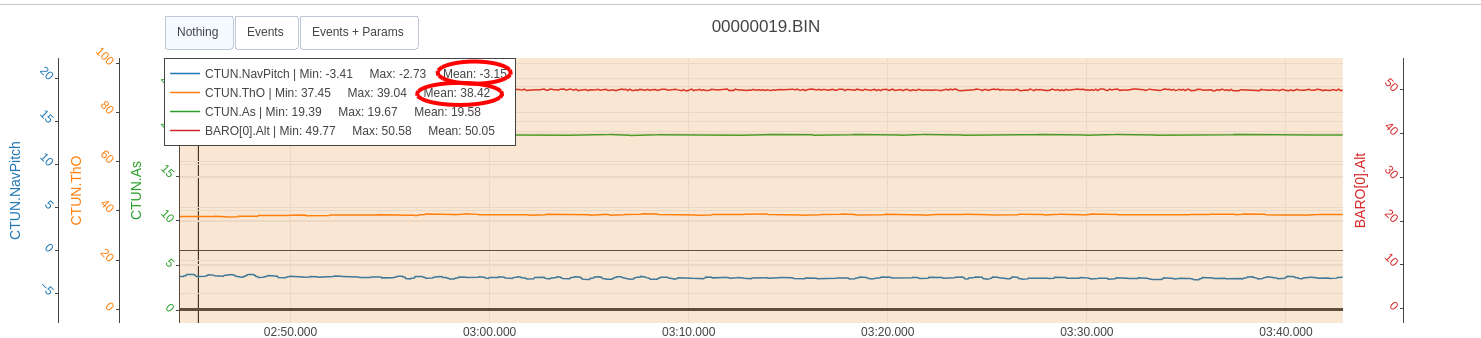 00000019.BIN
Nothing Events Events + Params
CTUN.NavPitch | Min: -3.41 Max: -2.73 Mean: -3.15
CTUN.ThO | Min: 37.45 Max: 39.04 Mean: 38.42
CTUN.As | Min: 19.39 Max: 19.67 Mean: 19.58
BARO[0].Alt | Min: 49.77 Max: 50.58 Mean: 50.05
CTUN.NavPitch
20
15
10
5
0
-5
CTUN.ThO
100
80
60
40
20
0
CTUN.As
15
10
5
0
BARO[0].Alt
50
40
30
20
10
0
02:50.000 03:00.000 03:10.000 03:20.000 03:30.000 03:40.000